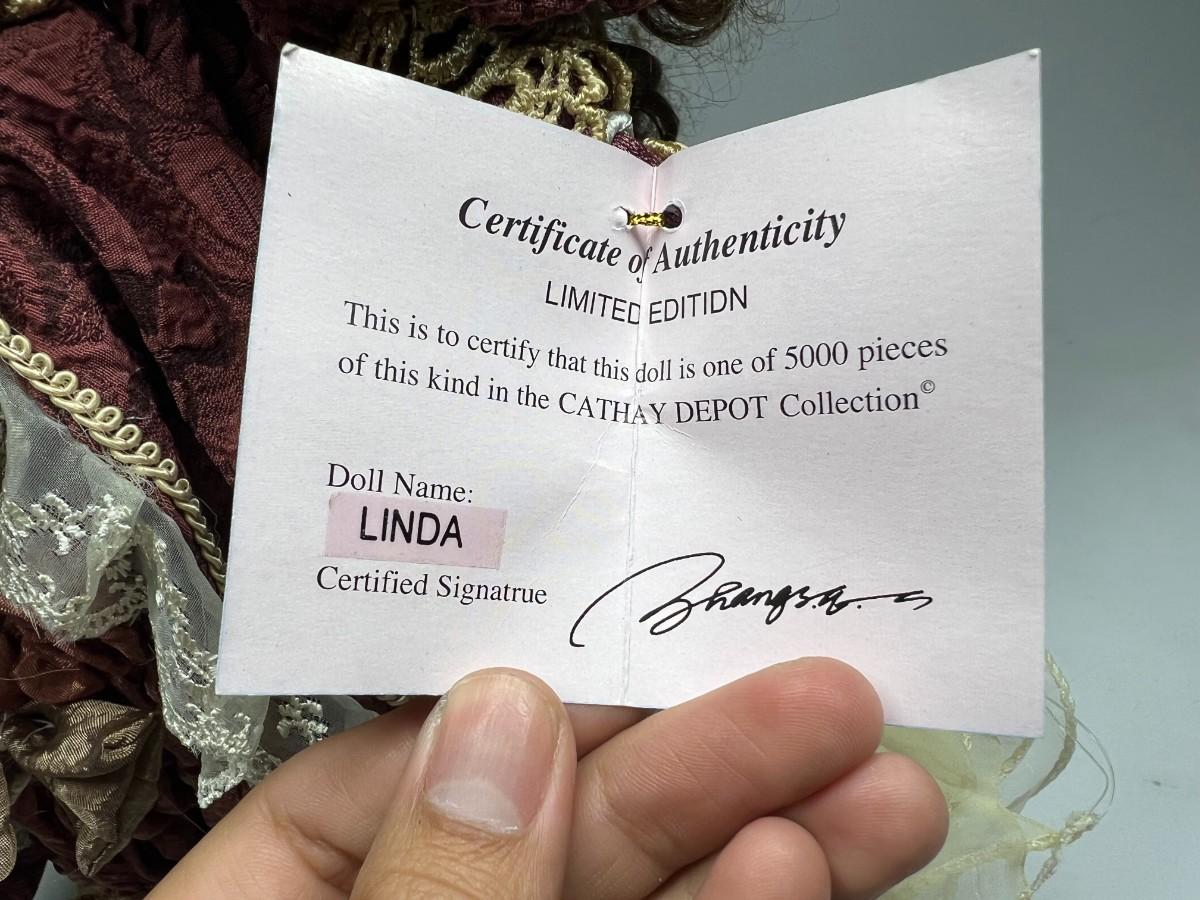 Certificate of Authenticity
LIMITED EDITIDN
This is to certify that this doll is one of 5000 pieces
of this kind in the CATHAY DEPOT Collection©
Doll Name:
LINDA
Certified Signatrue